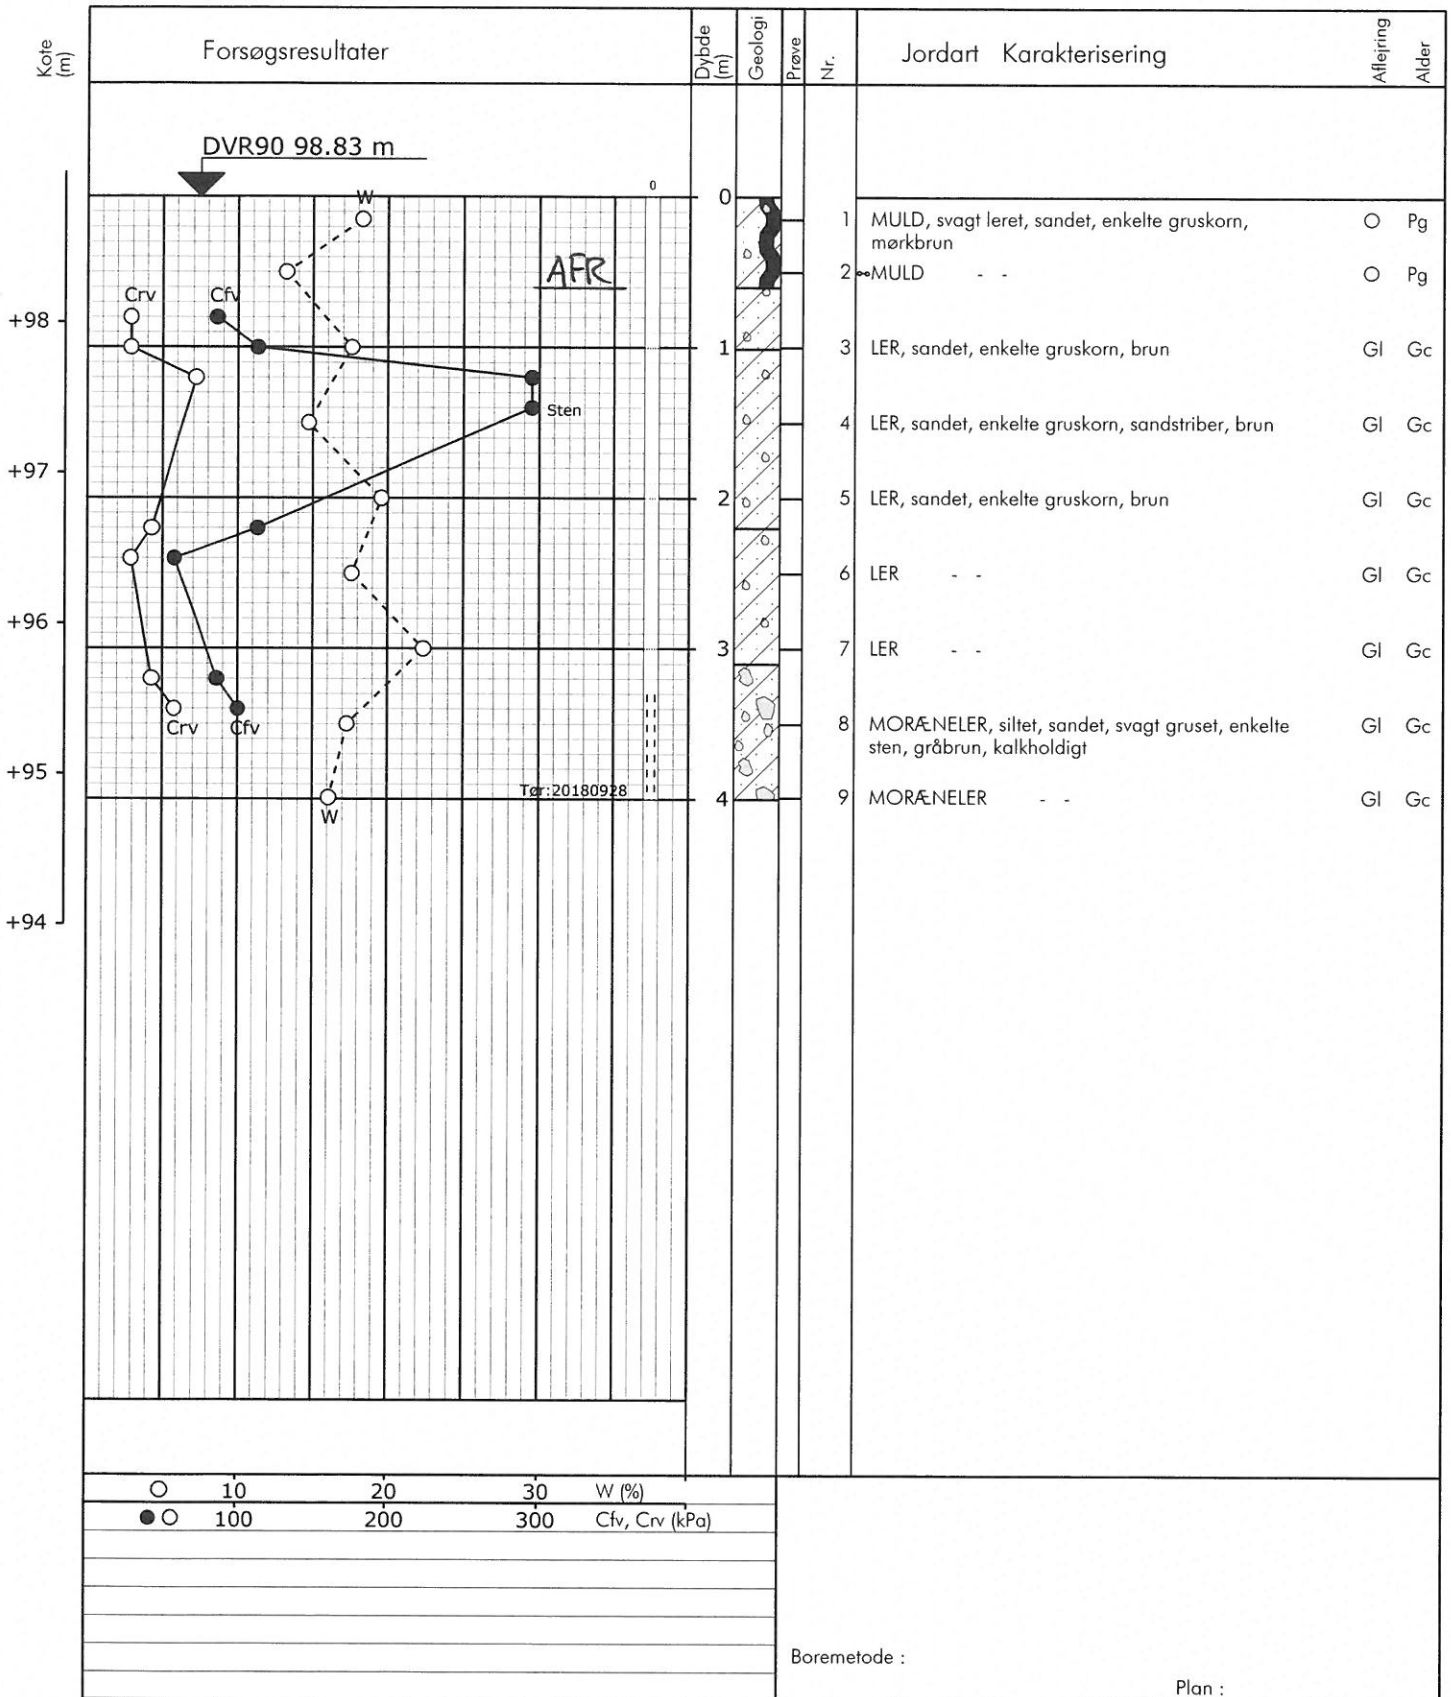 Kote (m)
Forsøgsresultater
Dybde (m)
Geologi
Prøve
Nr.
Jordart Karakterisering
Aflejring
Alder
DVR90 98.83 m
0
W
0
1 MULD, svagt leret, sandet, enkelte gruskorn, O Pg
mørkbrun
AFR
2 MULD - - O Pg
Crv Cfv
+98
1
3 LER, sandet, enkelte gruskorn, brun Gl Gc
Sten
4 LER, sandet, enkelte gruskorn, sandstriber, brun Gl Gc
+97
2
5 LER, sandet, enkelte gruskorn, brun Gl Gc
6 LER - - Gl Gc
+96
3
7 LER - - Gl Gc
Crv Cfv
8 MORÆNELER, siltet, sandet, svagt gruset, enkelte Gl Gc
sten, gråbrun, kalkholdigt
+95
Tør:20180928
4
9 MORÆNELER - - Gl Gc
W
+94
10 20 30 W (%)
100 200 300 Cfv, Crv (kPa)
Boremetode :
Plan :